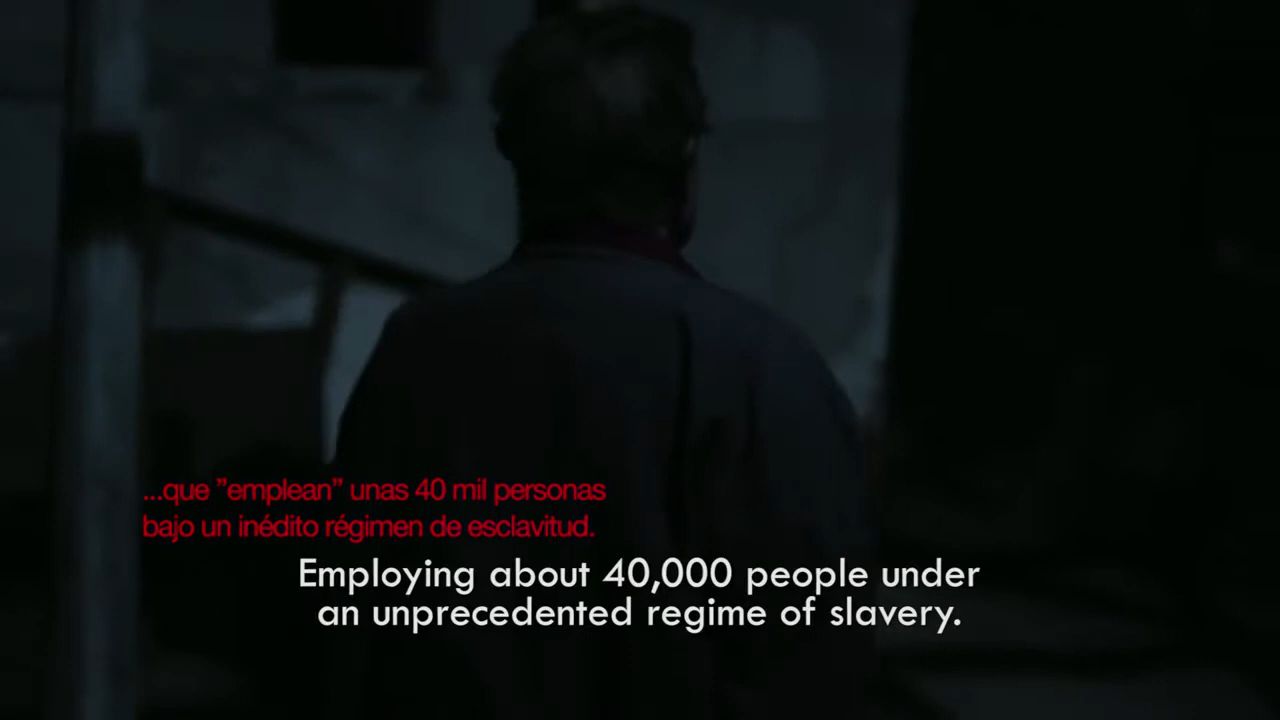 ...que ”emplean” unas 40 mil personas
bajo un inédito régimen de esclavitud.
Employing about 40,000 people under
an unprecedented regime of slavery.